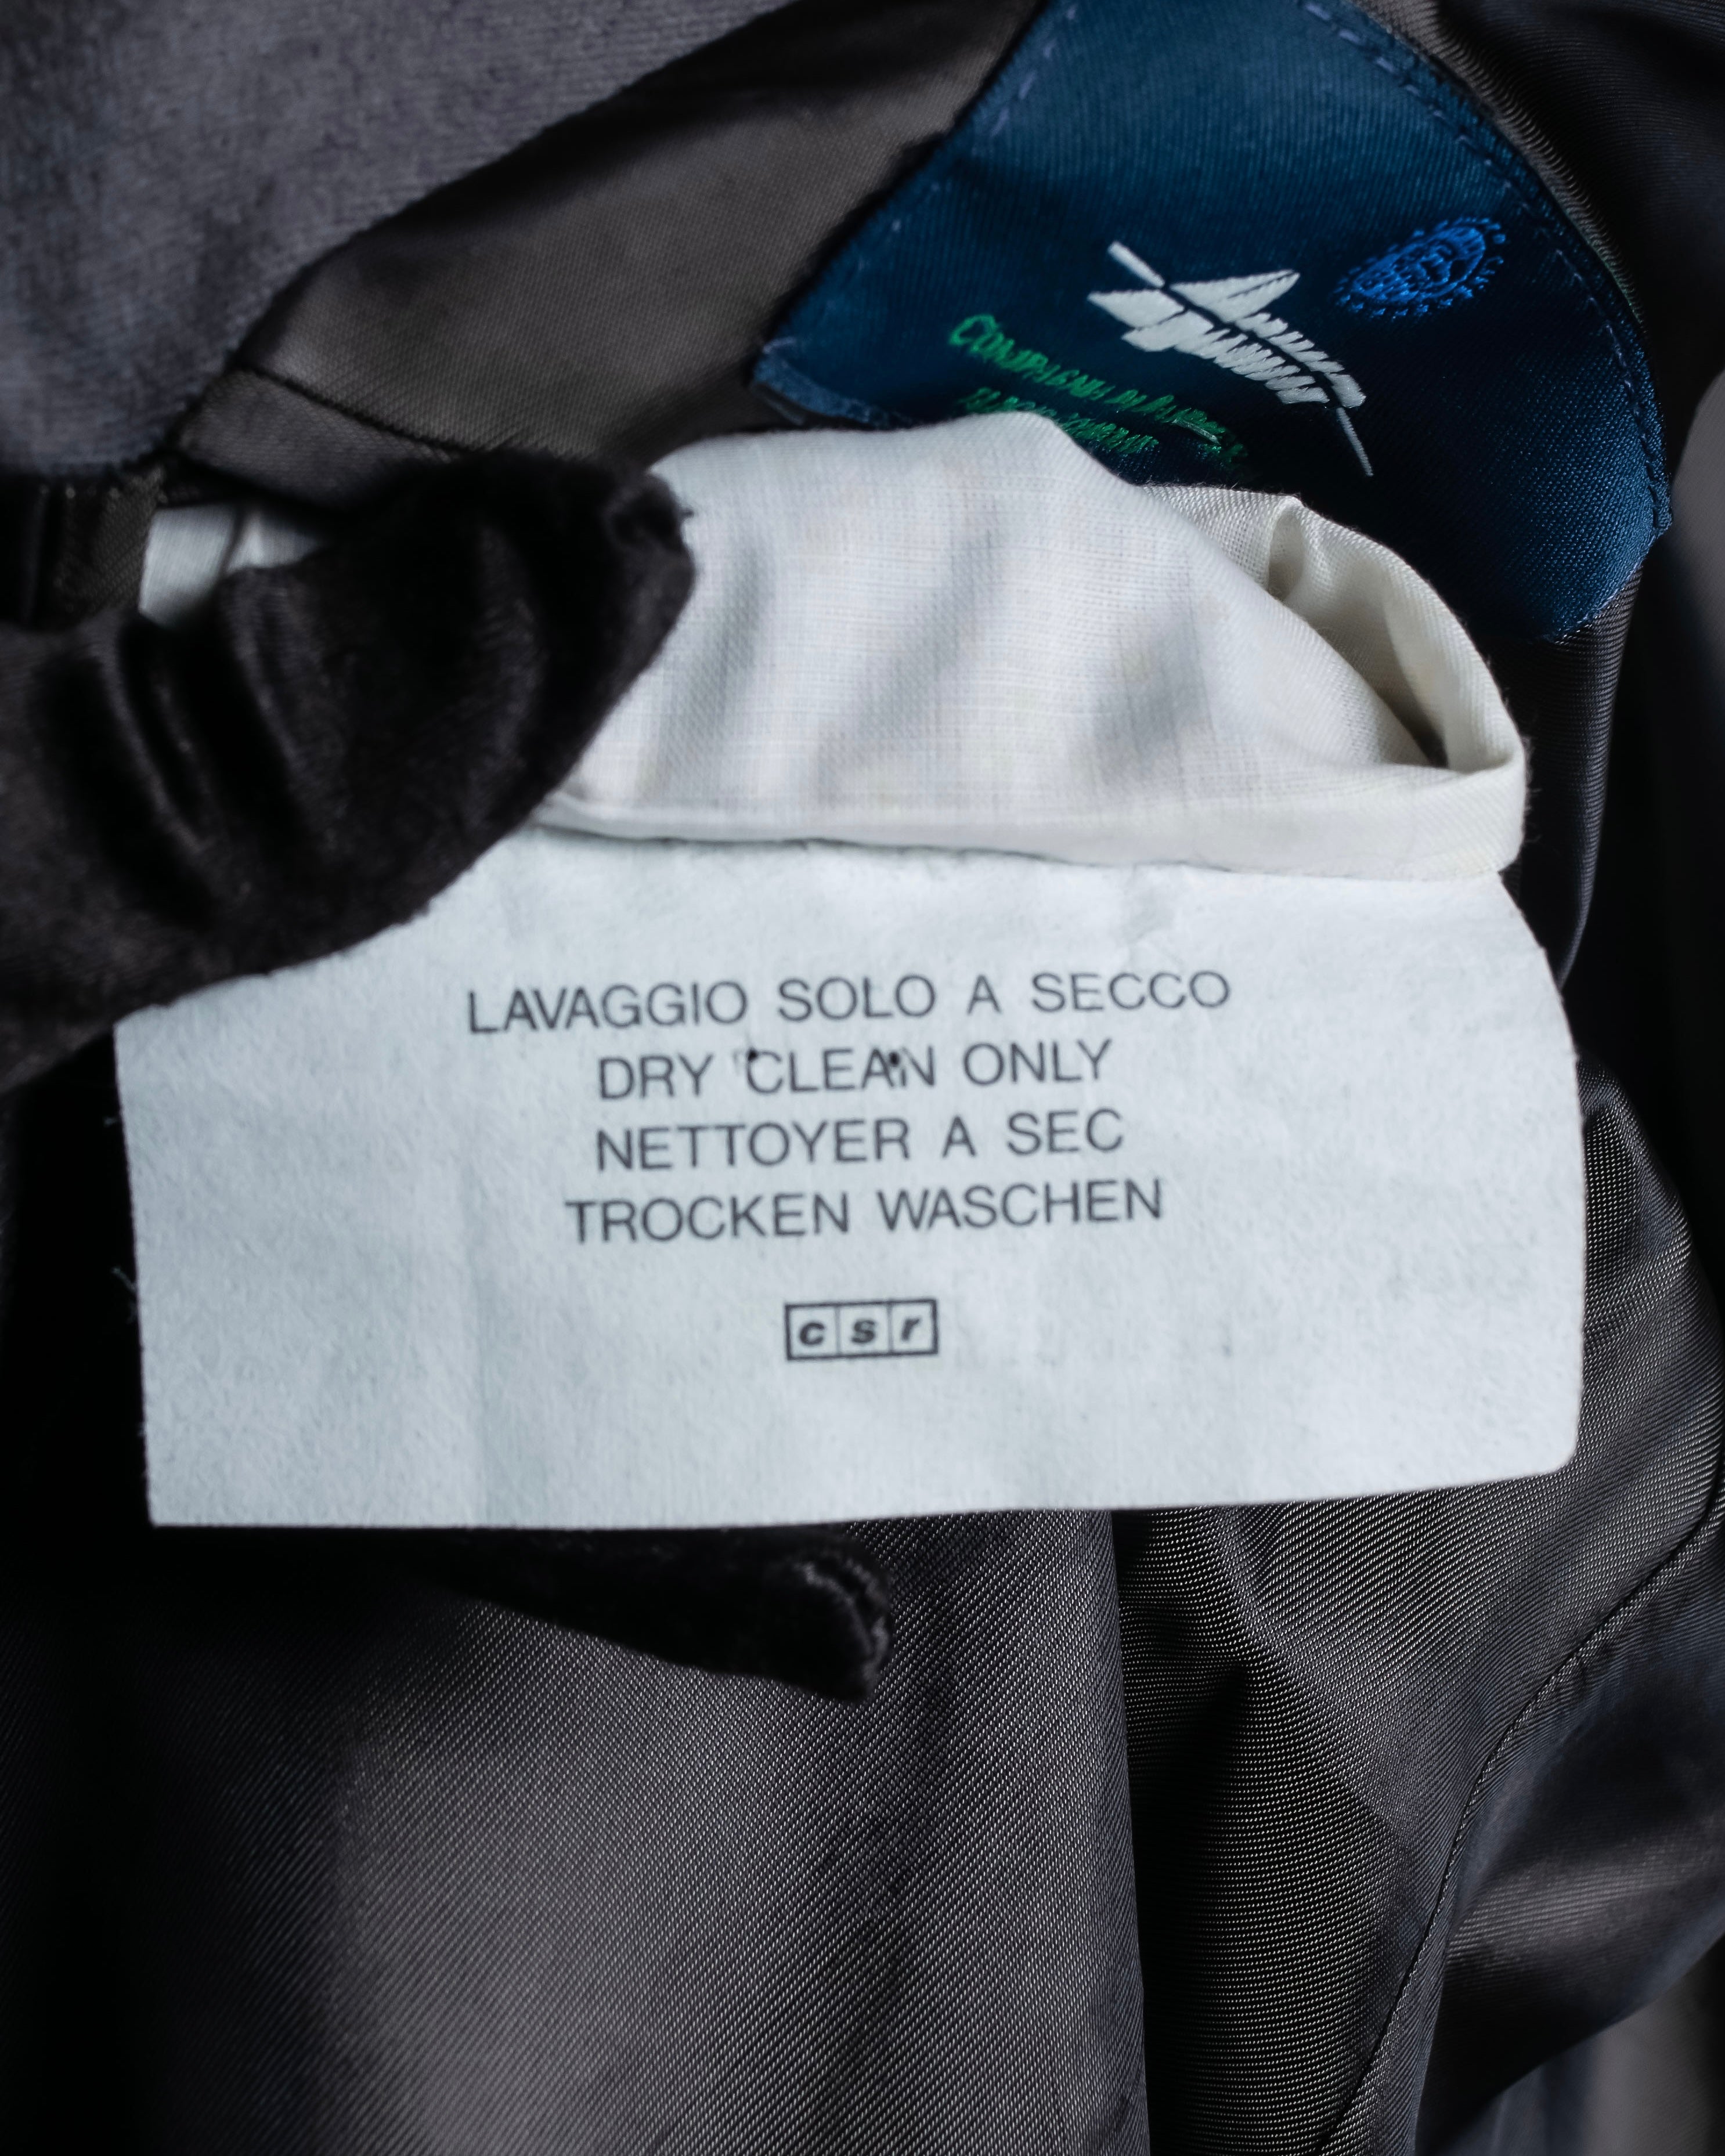 LAVAGGIO SOLO A SECCO
DRY CLEAN ONLY
NETTOYER A SEC
TROCKEN WASCHEN
csr